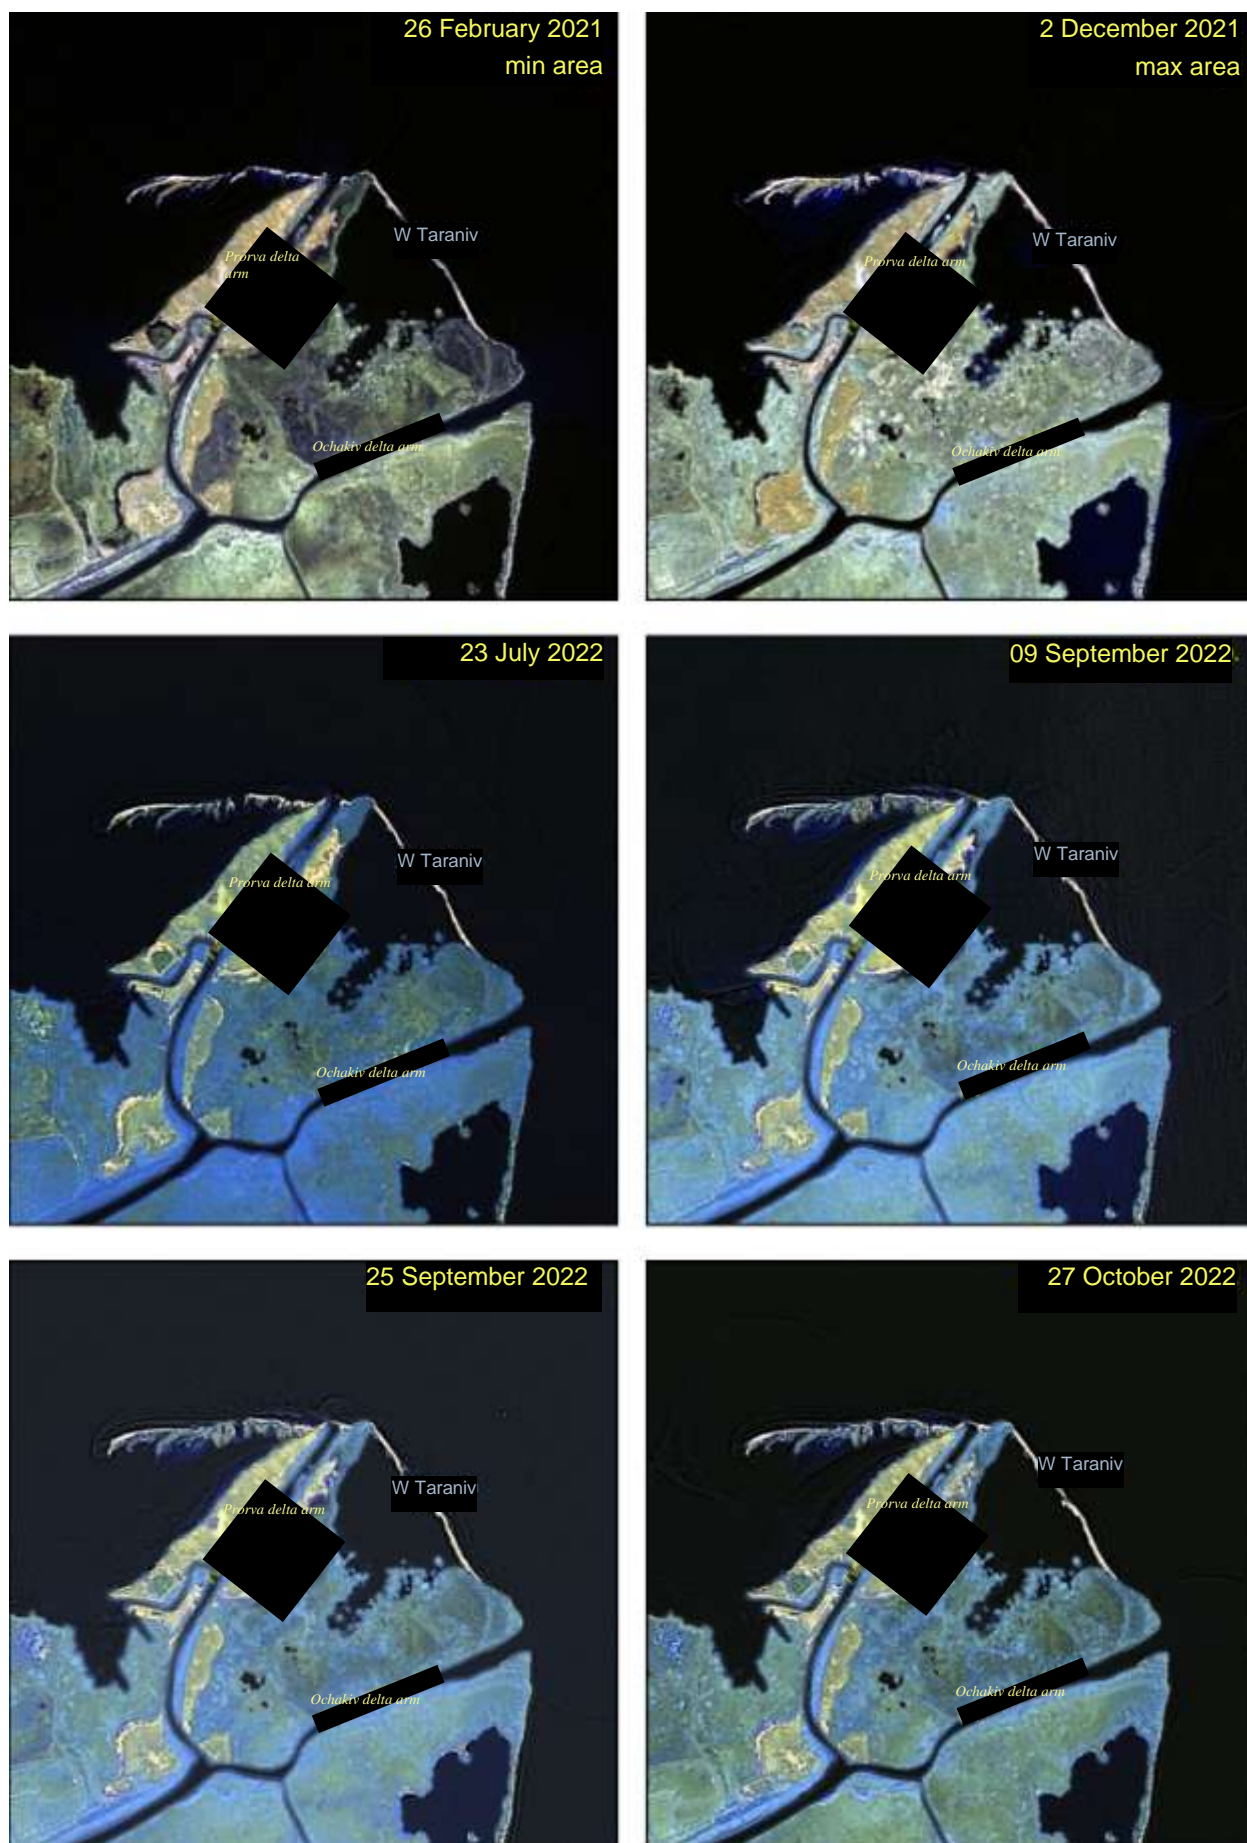 26 February 2021
min area
W Taraniv
Prorva delta
arm
Ochakiv delta arm
2 December 2021
max area
W Taraniv
Prorva delta arm
Ochakiv delta arm
23 July 2022
W Taraniv
Prorva delta arm
Ochakiv delta arm
09 September 2022
W Taraniv
Prorva delta arm
Ochakiv delta arm
25 September 2022
W Taraniv
Prorva delta arm
Ochakiv delta arm
27 October 2022
W Taraniv
Prorva delta arm
Ochakiv delta arm